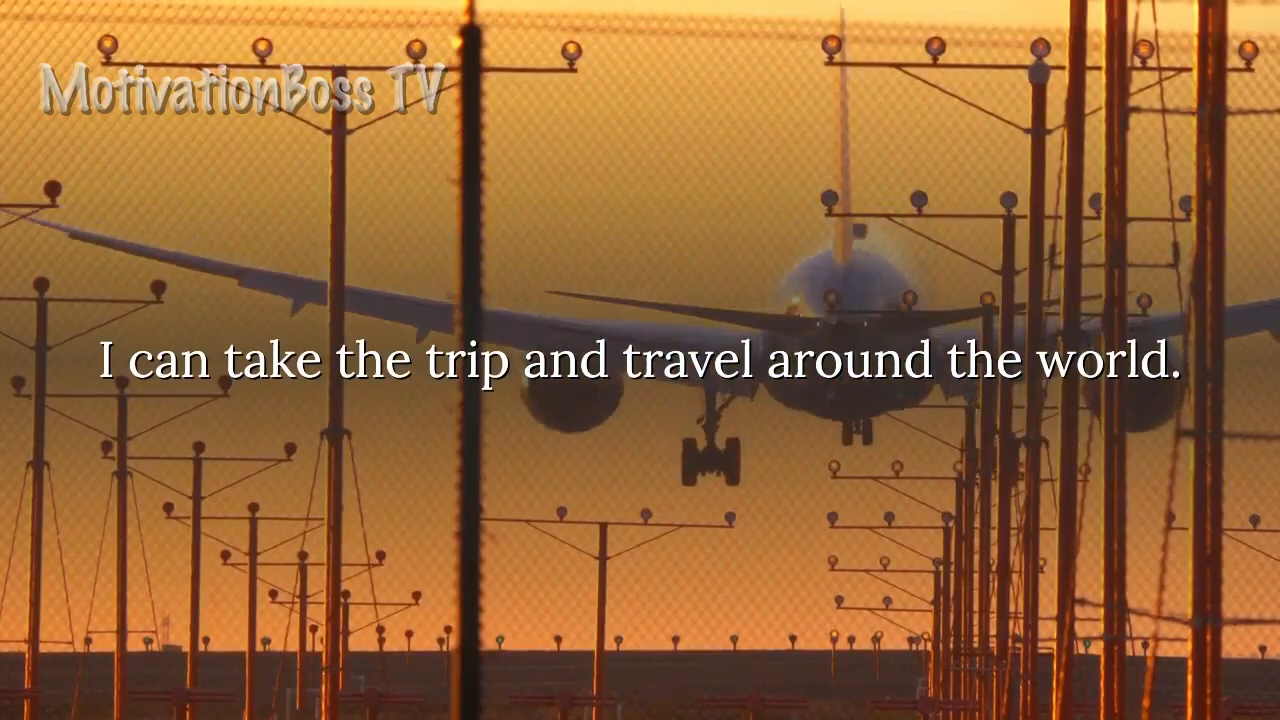 MotivationBoss TV
I can take the trip and travel around the world.